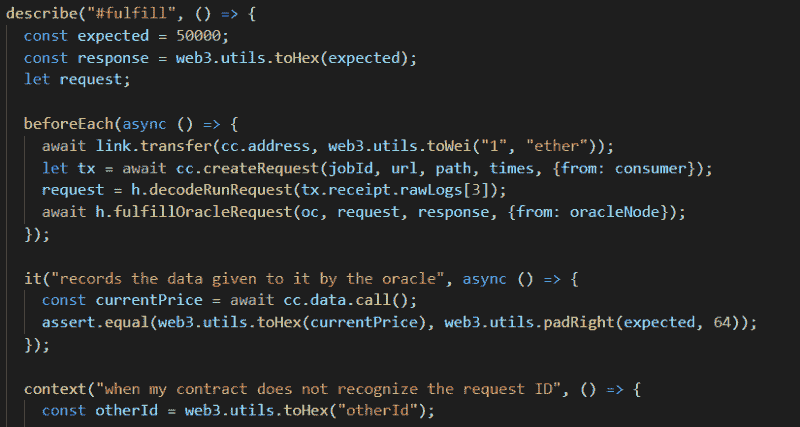 describe("#fulfill", () => {
const expected = 50000;
const response = web3.utils.toHex(expected);
let request;
beforeEach(async () => {
await link.transfer(cc.address, web3.utils.toWei("1", "ether"));
let tx = await cc.createRequest(jobId, url, path, times, {from: consumer});
request = h.decodeRunRequest(tx.receipt.rawLogs[3]);
await h.fulfillOracleRequest(oc, request, response, {from: oracleNode});
});
it("records the data given to it by the oracle", async () => {
const currentPrice = await cc.data.call();
assert.equal(web3.utils.toHex(currentPrice), web3.utils.padRight(expected, 64));
});
context("when my contract does not recognize the request ID", () => {
const otherId = web3.utils.toHex("otherId");